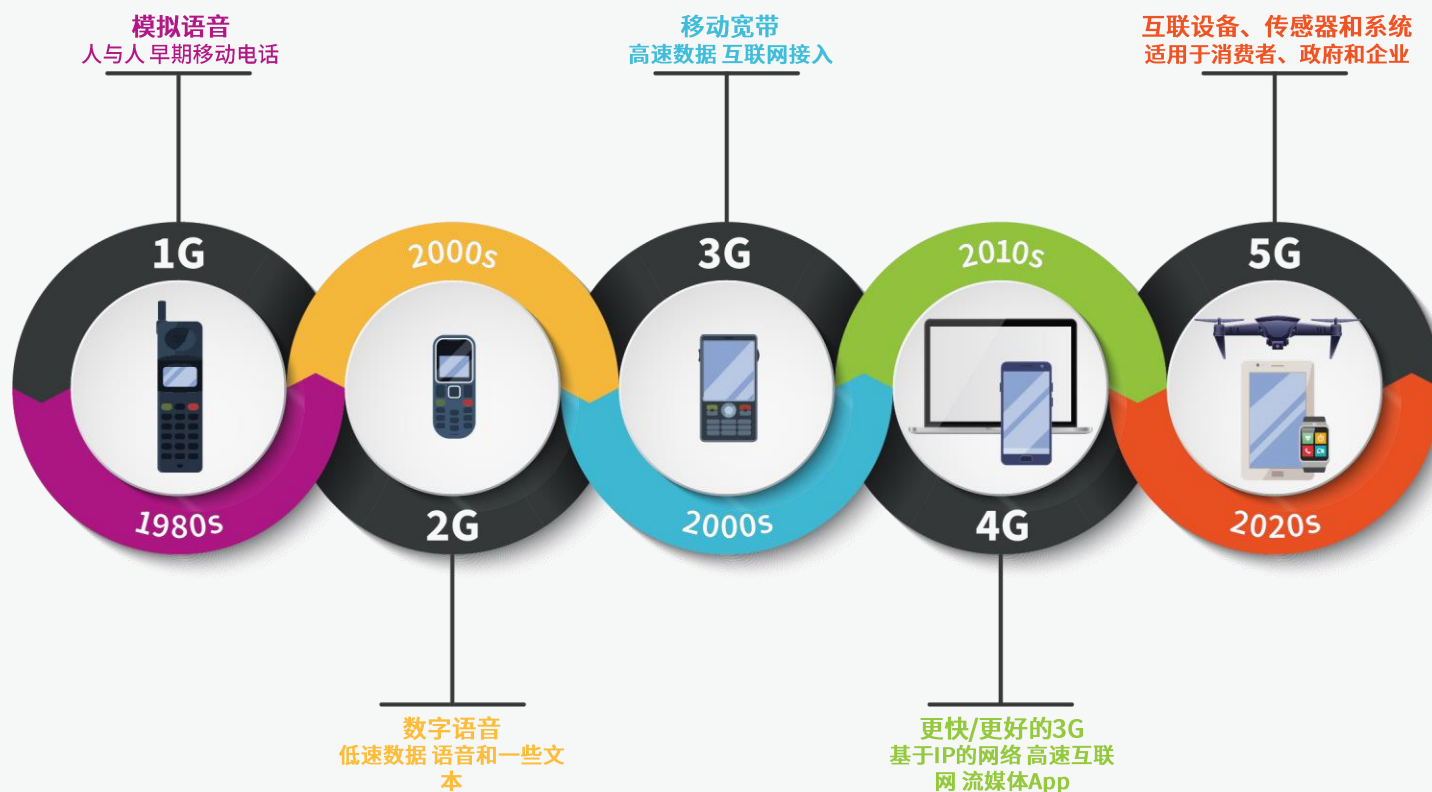 模拟语音
人与人 早期移动电话
移动宽带
高速数据 互联网接入
互联设备、传感器和系统
适用于消费者、政府和企业
1G
2000s
3G
2010s
5G
1980s
2G
2000s
4G
2020s
数字语音
低速数据 语音和一些文
本
更快/更好的3G
基于IP的网络 高速互联
网 流媒体App